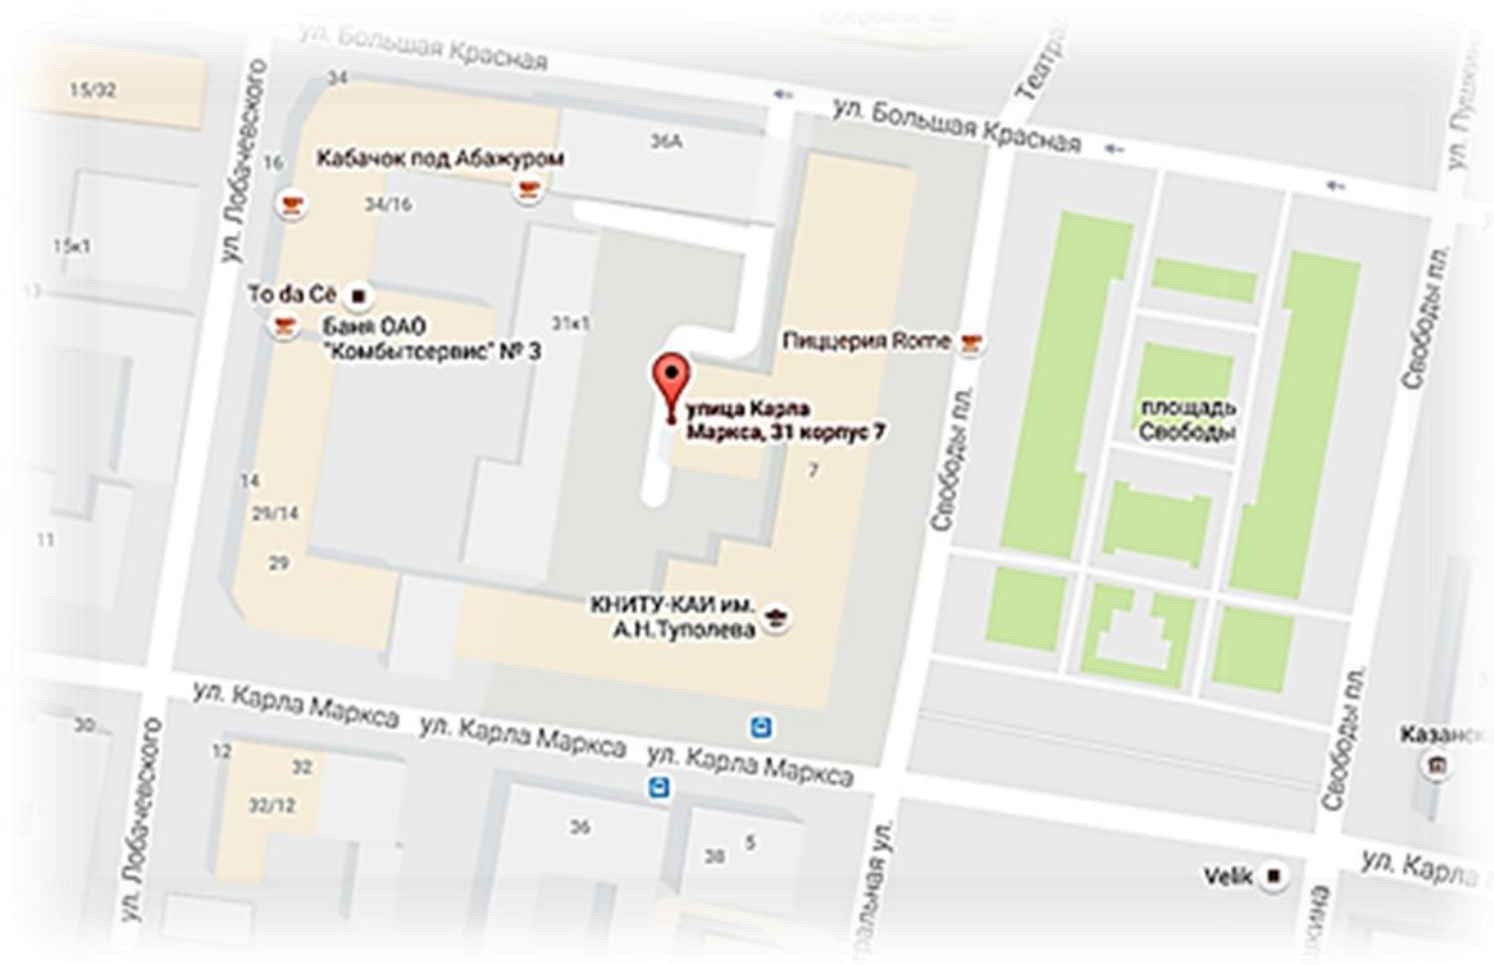 ул. Большая Красная
ул. Лобачевского
15/32
34
36А
ул. Большая Красная
16
Кабачок под Абажуром
34/16
15к1
13
To da Cё
Баня ОАО
"Комбытсервис" № 3
31к1
Пиццерия Rome
улица Карла
Маркса, 31 корпус 7
7
площадь
Свободы
Свободы пл.
Свободы пл.
14
29/14
29
11
КНИТУ-КАИ им.
А.Н.Туполева
ул. Карла Маркса
ул. Карла Маркса
ул. Карла Маркса
Свободы пл.
30
12
32
32/12
36
38
5
ул. Лобачевского
Velik
ул. Карла